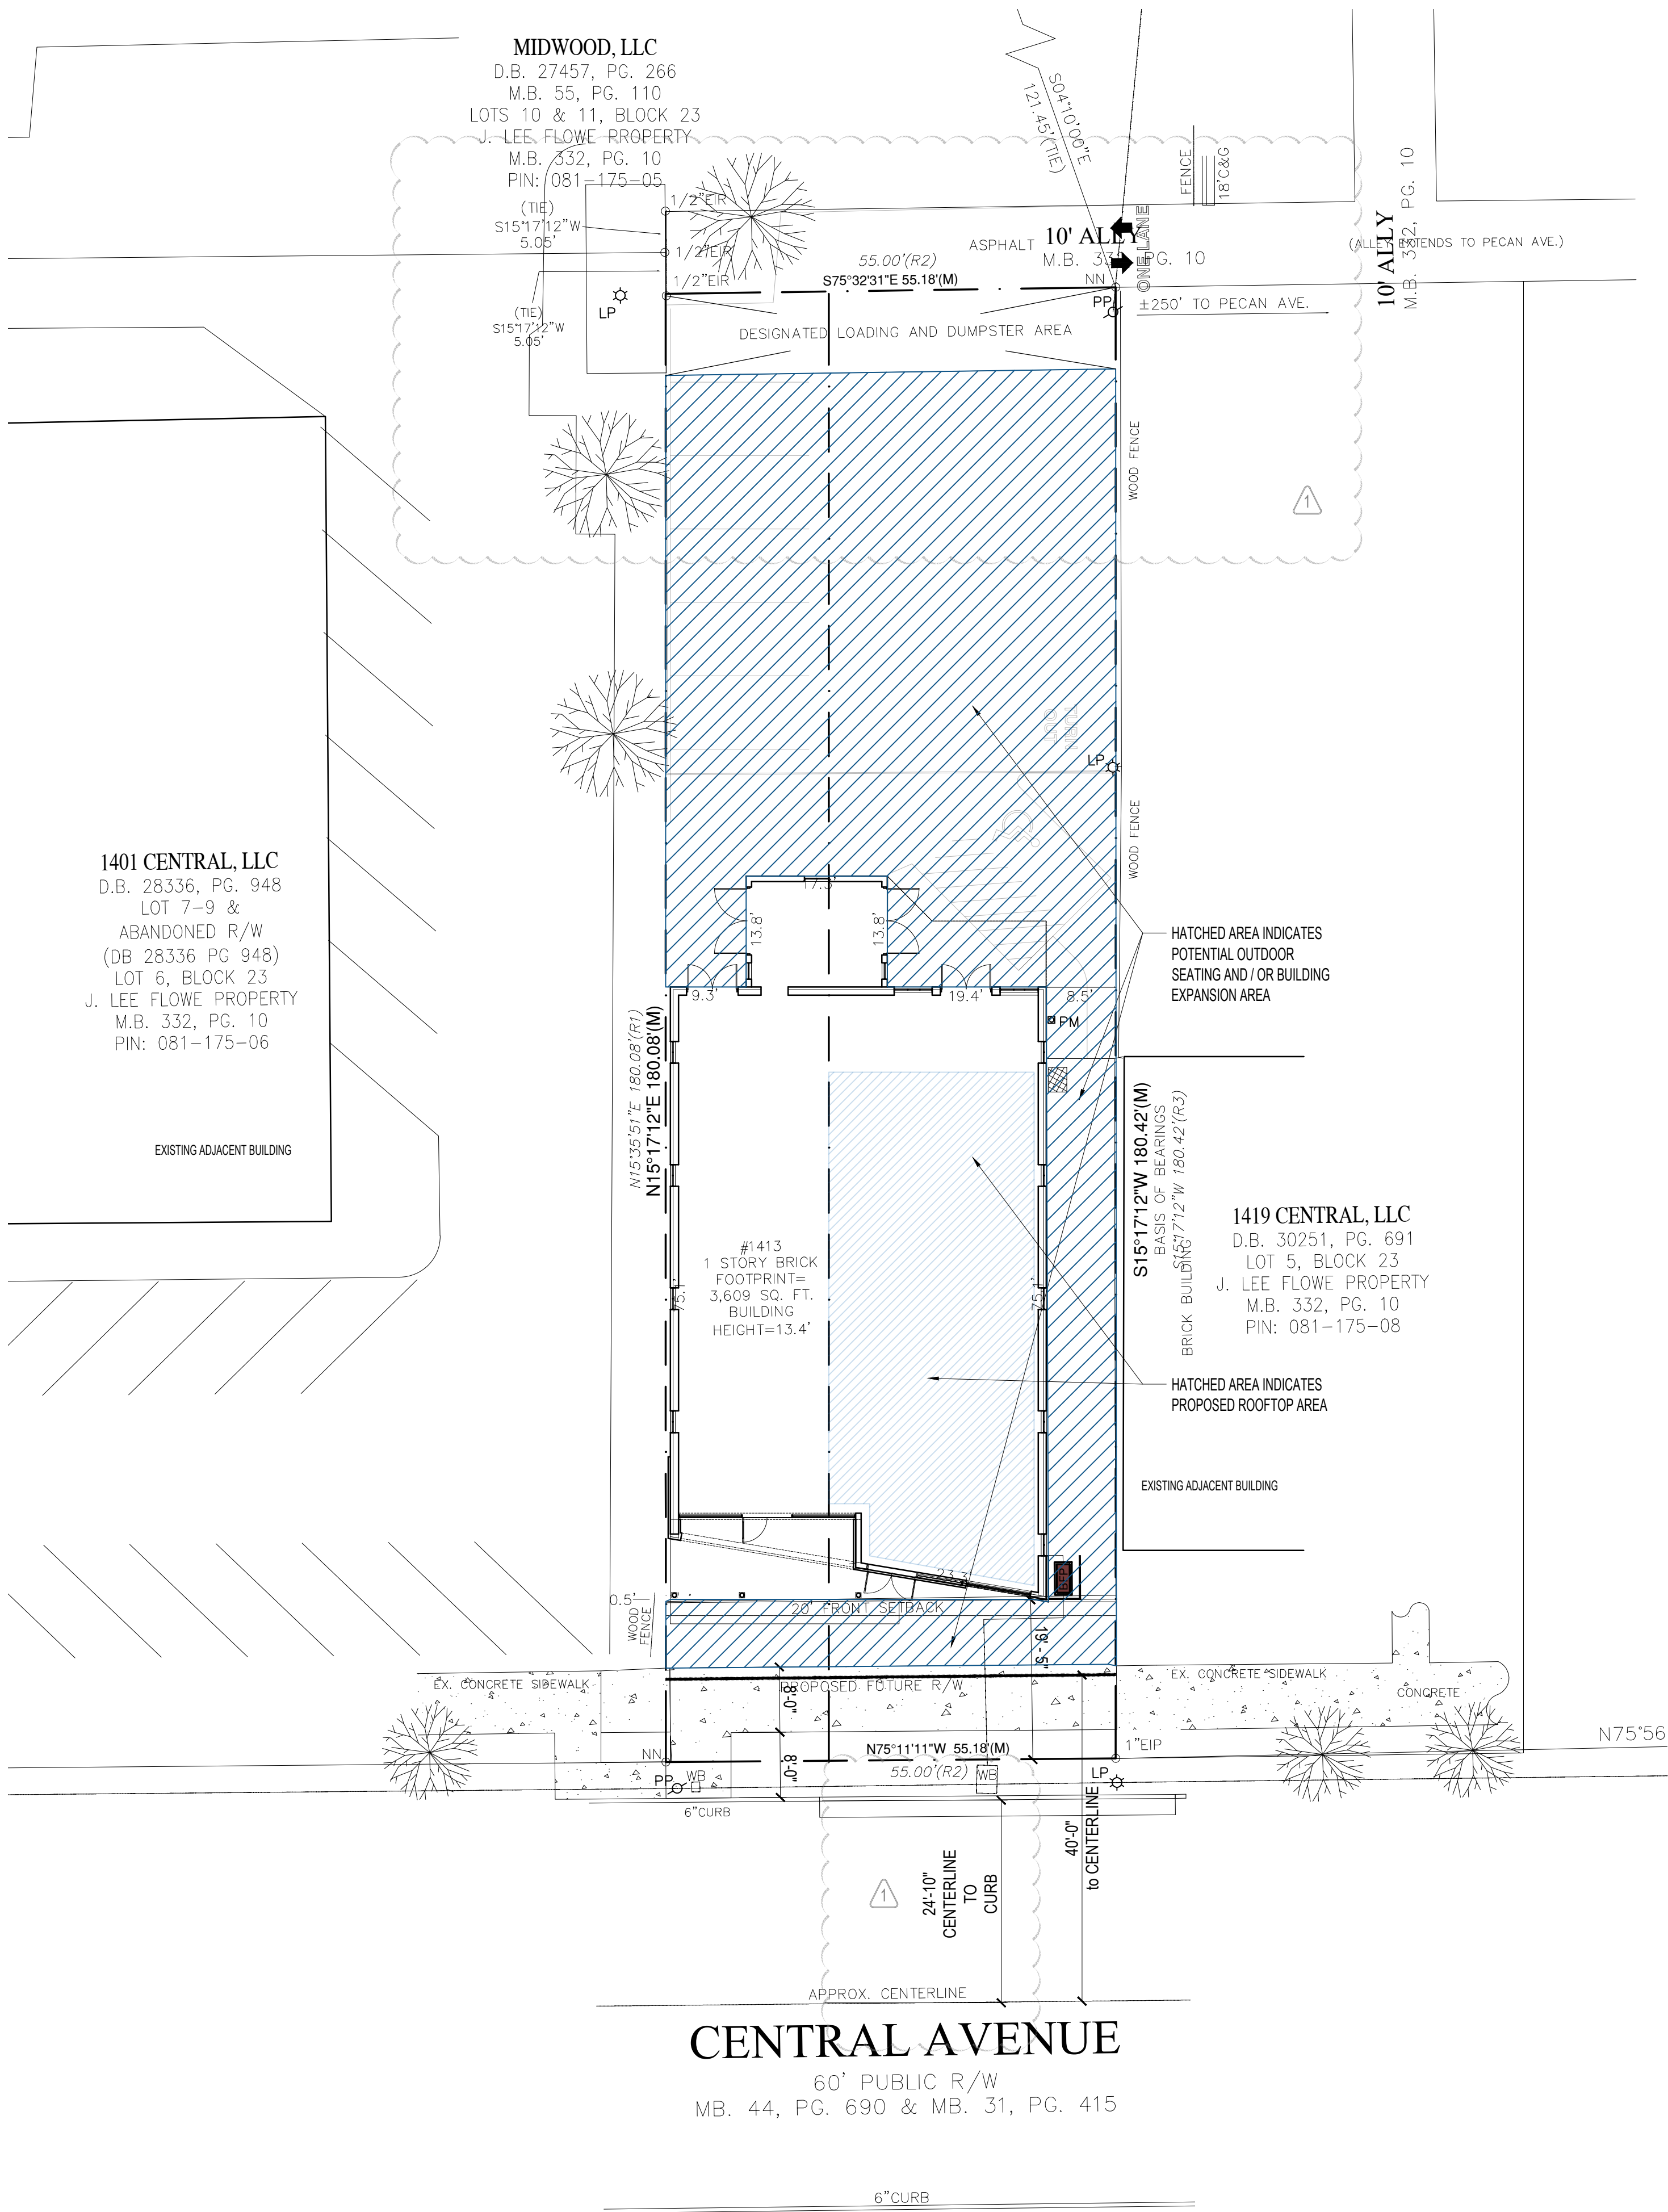 MIDWOOD, LLC
D.B. 27457, PG. 266
M.B. 55, PG. 110
LOTS 10 & 11, BLOCK 23
J. LEE FLOWE PROPERTY
M.B. 332, PG. 10
PIN: 081-175-05
S04°10'00"E
121.45'(TIE)
FENCE
18"C&G
10' ALLY
M.B. 332, PG. 10
(ALLEY EXTENDS TO PECAN AVE.)
1/2"EIR
(TIE)
S15°17'12"W
5.05'
1/2"EIR
ASPHALT
10' ALLY
M.B. 332, PG. 10
ONE LANE
55.00'(R2)
S75°32'31"E 55.18'(M)
1/2"EIR
NN
PP
±250' TO PECAN AVE.
LP
(TIE)
S15°17'12"W
5.05'
DESIGNATED LOADING AND DUMPSTER AREA
WOOD FENCE
1
LP
WOOD FENCE
1401 CENTRAL, LLC
D.B. 28336, PG. 948
LOT 7-9 &
ABANDONED R/W
(DB 28336 PG 948)
LOT 6, BLOCK 23
J. LEE FLOWE PROPERTY
M.B. 332, PG. 10
PIN: 081-175-06
EXISTING ADJACENT BUILDING
13.8'
13.8'
HATCHED AREA INDICATES
POTENTIAL OUTDOOR
SEATING AND / OR BUILDING
EXPANSION AREA
9.3'
19.4'
8.5'
PM
N15°35'51"E 180.08'(R1)
N15°17'12"E 180.08'(M)
S15°17'12"W 180.42'(M)
BASIS OF BEARINGS
S15°17'12"W 180.42'(R3)
BRICK BUILDING
1419 CENTRAL, LLC
D.B. 30251, PG. 691
LOT 5, BLOCK 23
J. LEE FLOWE PROPERTY
M.B. 332, PG. 10
PIN: 081-175-08
#1413
1 STORY BRICK
FOOTPRINT=
3,609 SQ. FT.
BUILDING
HEIGHT=13.4'
75.1'
75.1'
HATCHED AREA INDICATES
PROPOSED ROOFTOP AREA
EXISTING ADJACENT BUILDING
23.3'
BFP
0.5'
WOOD
FENCE
20' FRONT SETBACK
19'- 5"
EX. CONCRETE SIDEWALK
PROPOSED FUTURE R/W
8'-0"
EX. CONCRETE SIDEWALK
CONCRETE
N75°56
NN
N75°11'11"W 55.18'(M)
55.00'(R2)
1"EIP
PP
WB
8'-0"
WB
LP
6"CURB
24'-10"
CENTERLINE
TO
CURB
40'-0"
to CENTERLINE
1
APPROX. CENTERLINE
CENTRAL AVENUE
60' PUBLIC R/W
MB. 44, PG. 690 & MB. 31, PG. 415
6"CURB